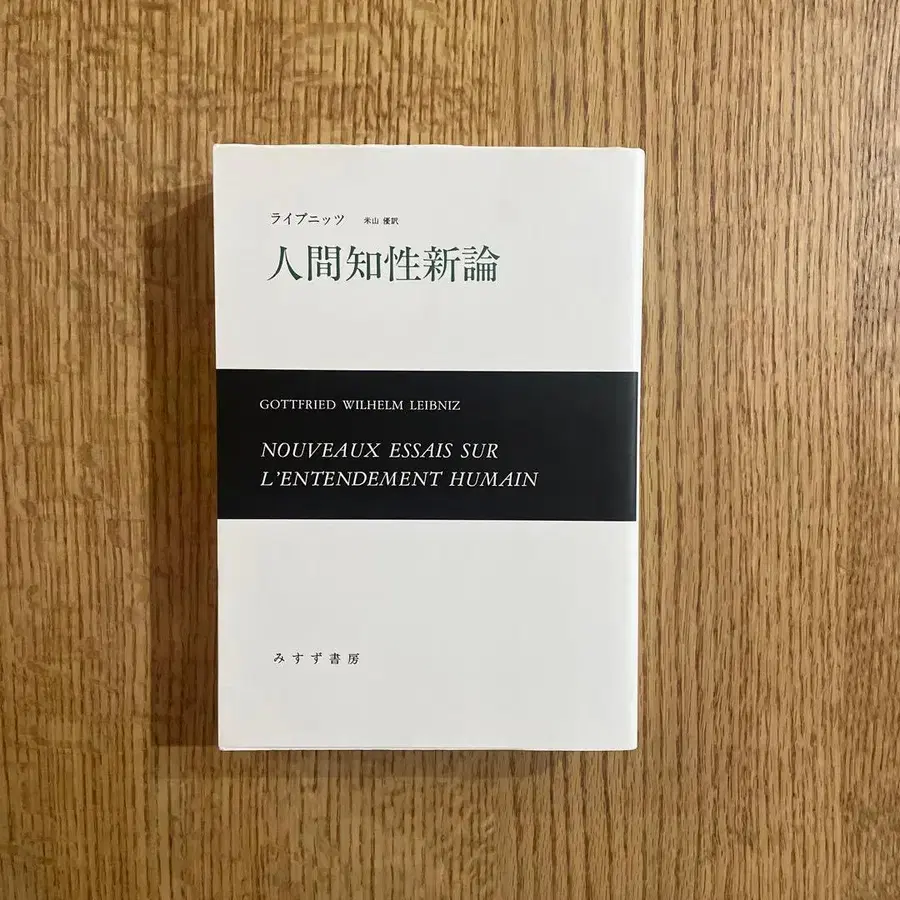 ライプニッツ 米山 優訳
人間知性新論
GOTTFRIED WILHELM LEIBNIZ
NOUVEAUX ESSAIS SUR
L'ENTENDEMENT HUMAIN
みすず書房